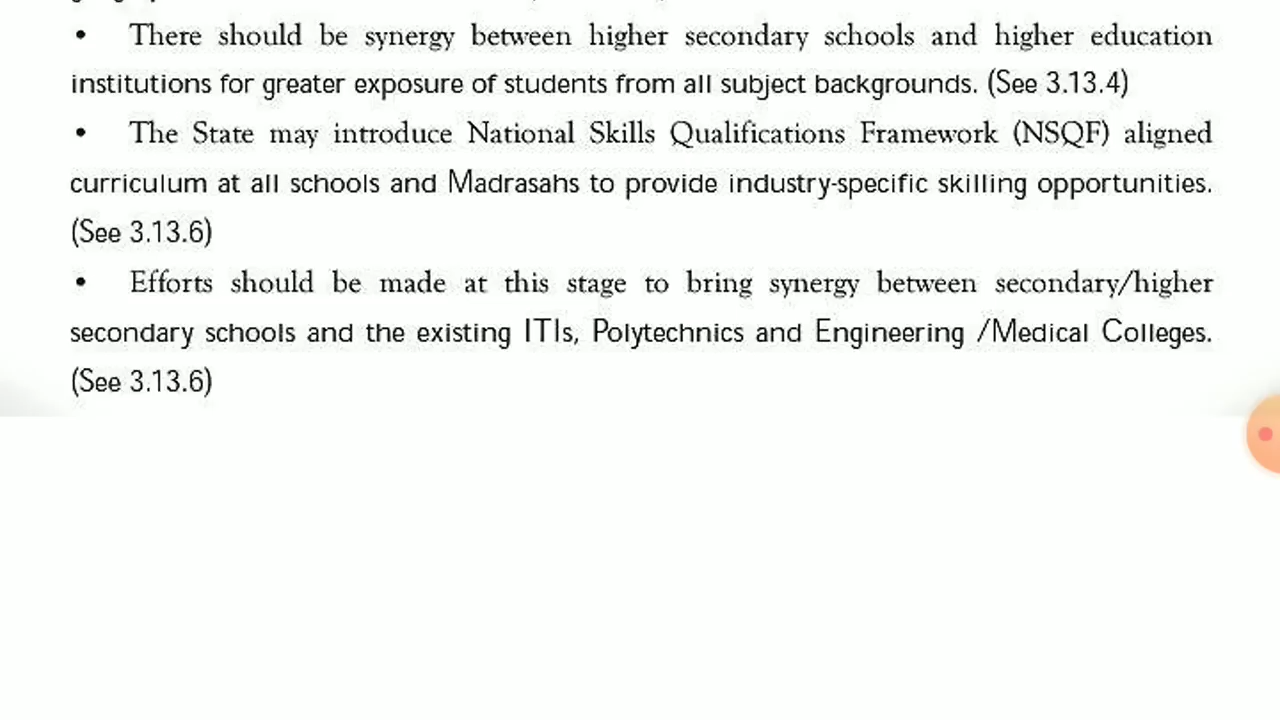 • There should be synergy between higher secondary schools and higher education
institutions for greater exposure of students from all subject backgrounds. (See 3.13.4)
• The State may introduce National Skills Qualifications Framework (NSQF) aligned
curriculum at all schools and Madrasahs to provide industry-specific skilling opportunities.
(See 3.13.6)
• Efforts should be made at this stage to bring synergy between secondary/higher
secondary schools and the existing ITIs, Polytechnics and Engineering /Medical Colleges.
(See 3.13.6)